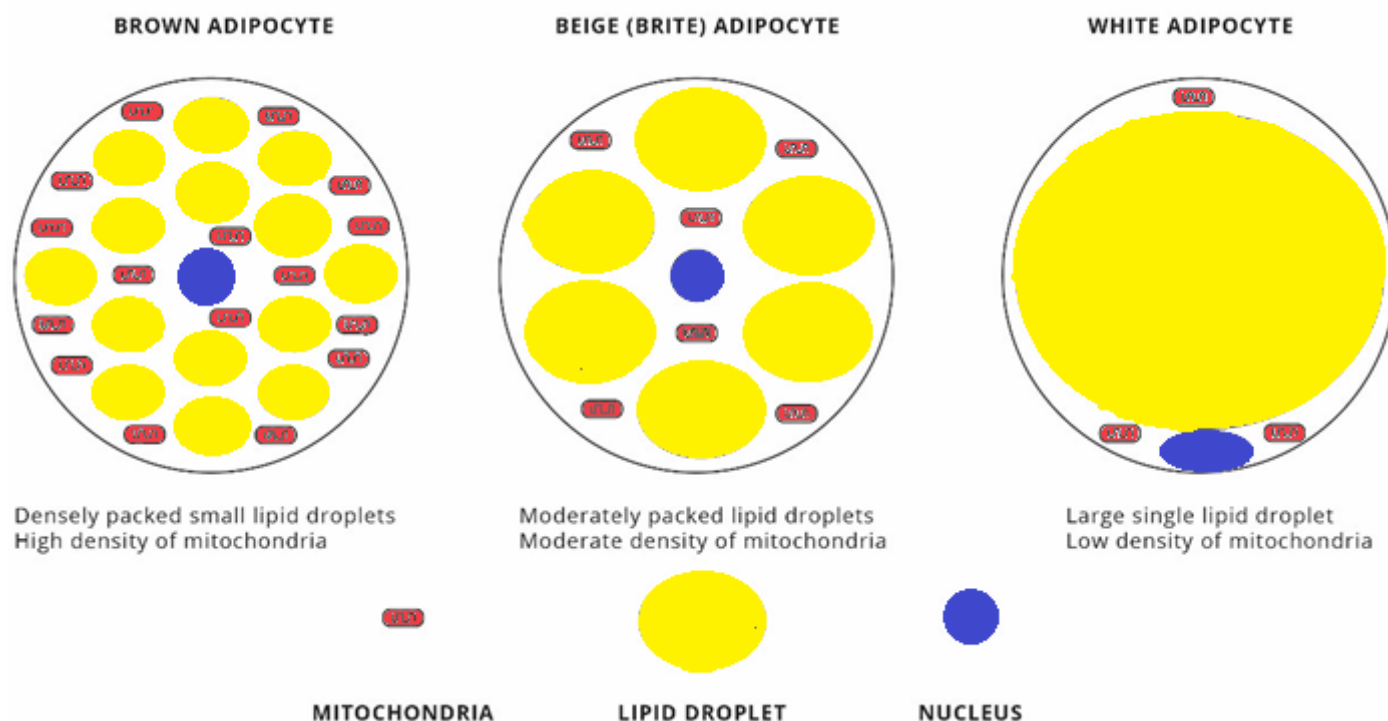 BROWN ADIPOCYTE
BEIGE (BRITE) ADIPOCYTE
WHITE ADIPOCYTE
Densely packed small lipid droplets
High density of mitochondria
Moderately packed lipid droplets
Moderate density of mitochondria
Large single lipid droplet
Low density of mitochondria
MITOCHONDRIA
LIPID DROPLET
NUCLEUS